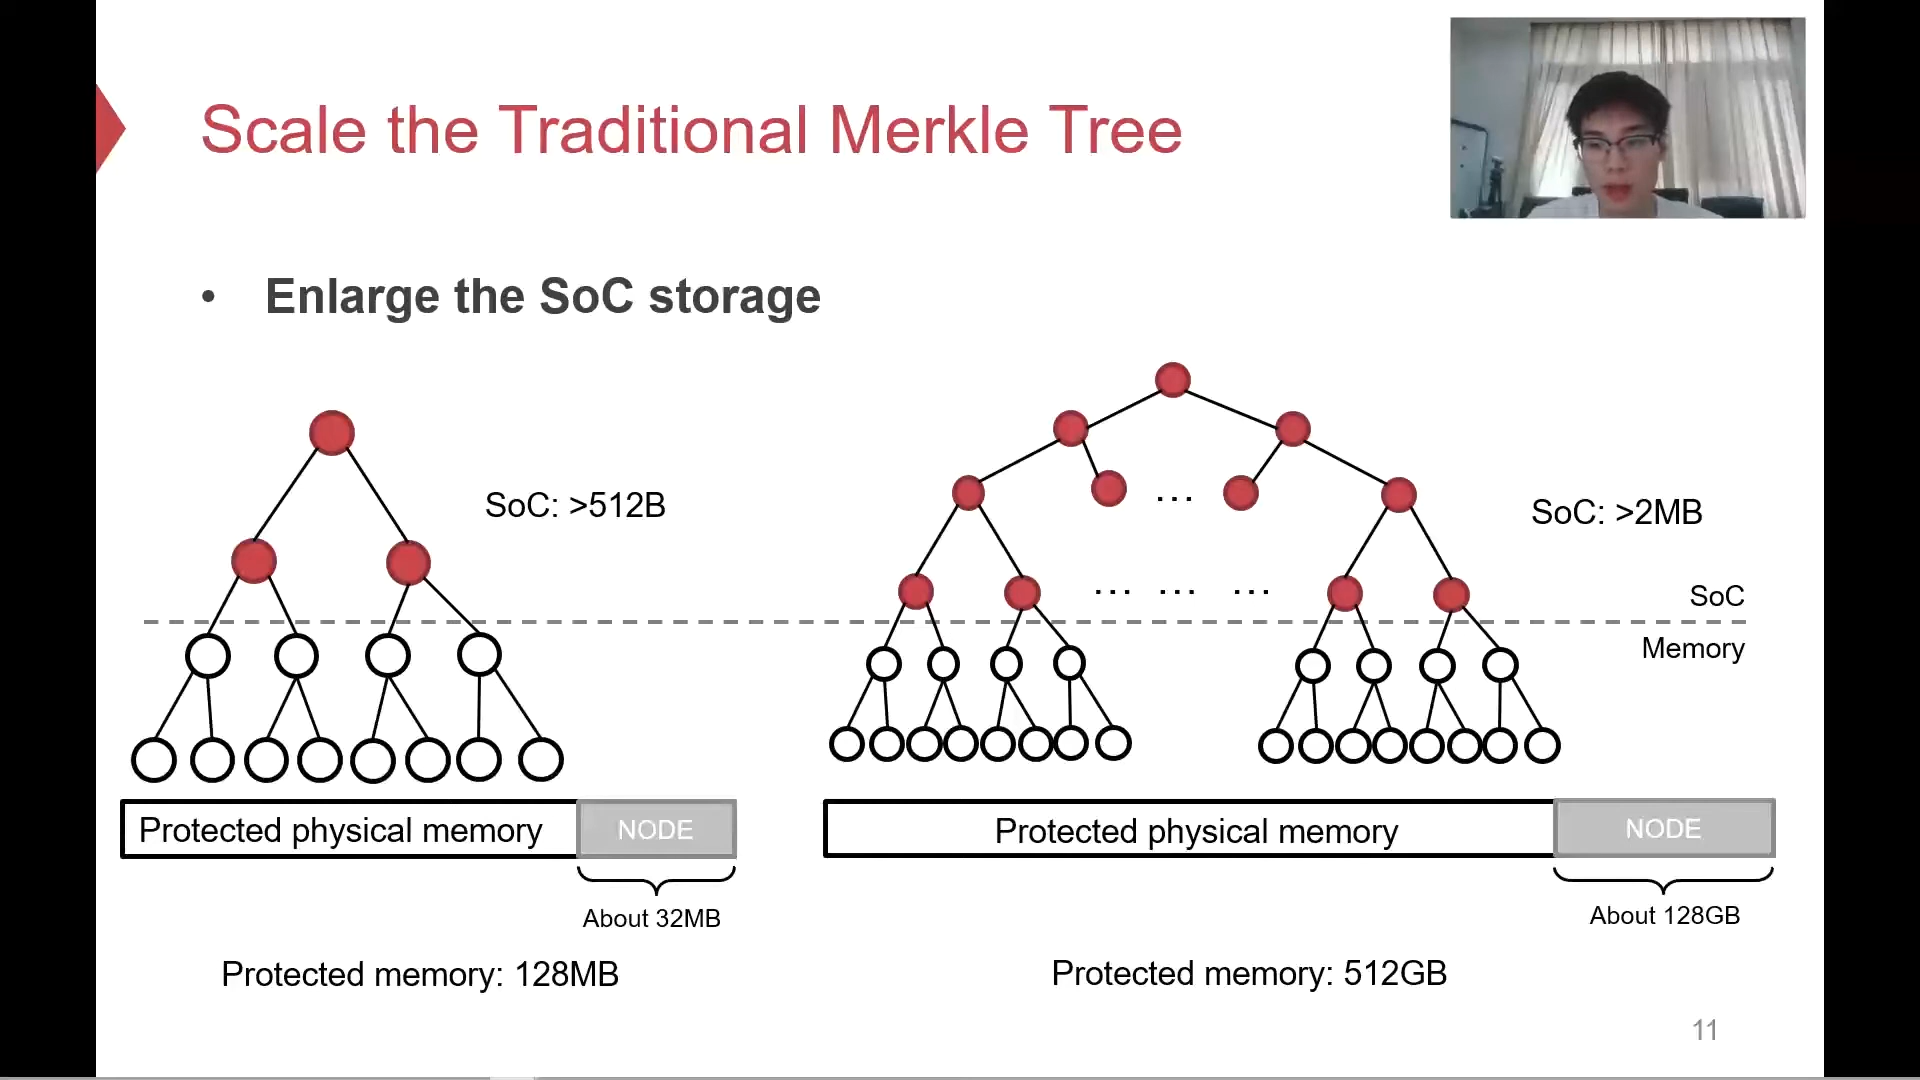 Scale the Traditional Merkle Tree
• Enlarge the SoC storage
SoC: >512B
... 
SoC: >2MB
... ... ...
SoC
Memory
Protected physical memory
NODE
Protected physical memory
NODE
About 32MB
About 128GB
Protected memory: 128MB
Protected memory: 512GB
11